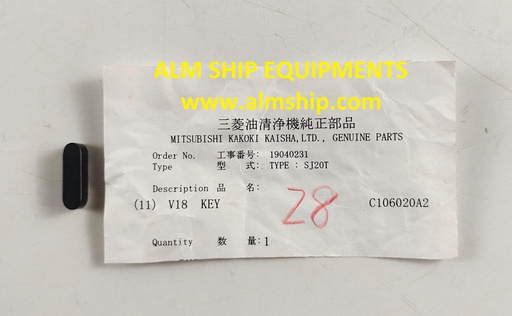 ALM SHIP EQUIPMENTS
www.almship.com
三菱油清浄機純正部品
MITSUBISHI KAKOKI KAISHA,LTD., GENUINE PARTS
Order No. 工事番号: 19040231
Type 型 式: TYPE : SJ20T
Description 品 名:
(11) V18 KEY C106020A2
28
Quantity 数 量: 1